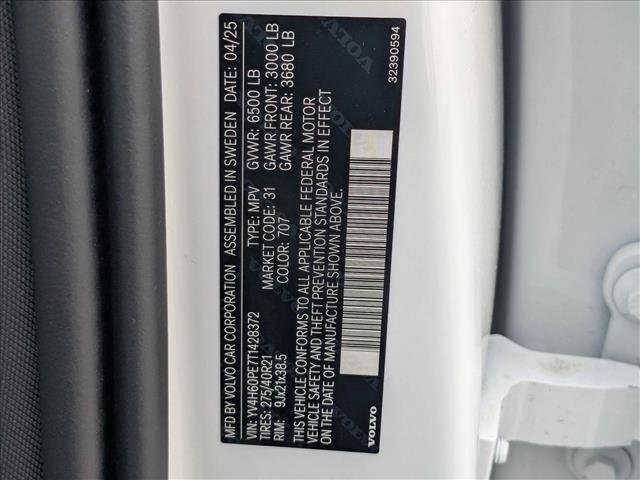 MFD BY VOLVO CAR CORPORATION ASSEMBLED IN SWEDEN DATE: 04/25
VIN: YV4H60PE7T1428372 TYPE: MPV GVWR: 6500 LB
TIRES: 275/40R21 MARKET CODE: 31 GAWR FRONT: 3000 LB
RIM: 9Jx21x38.5 COLOR: 707 GAWR REAR: 3680 LB
THIS VEHICLE CONFORMS TO ALL APPLICABLE FEDERAL MOTOR
VEHICLE SAFETY AND THEFT PREVENTION STANDARDS IN EFFECT
ON THE DATE OF MANUFACTURE SHOWN ABOVE.
VOLVO 32390594